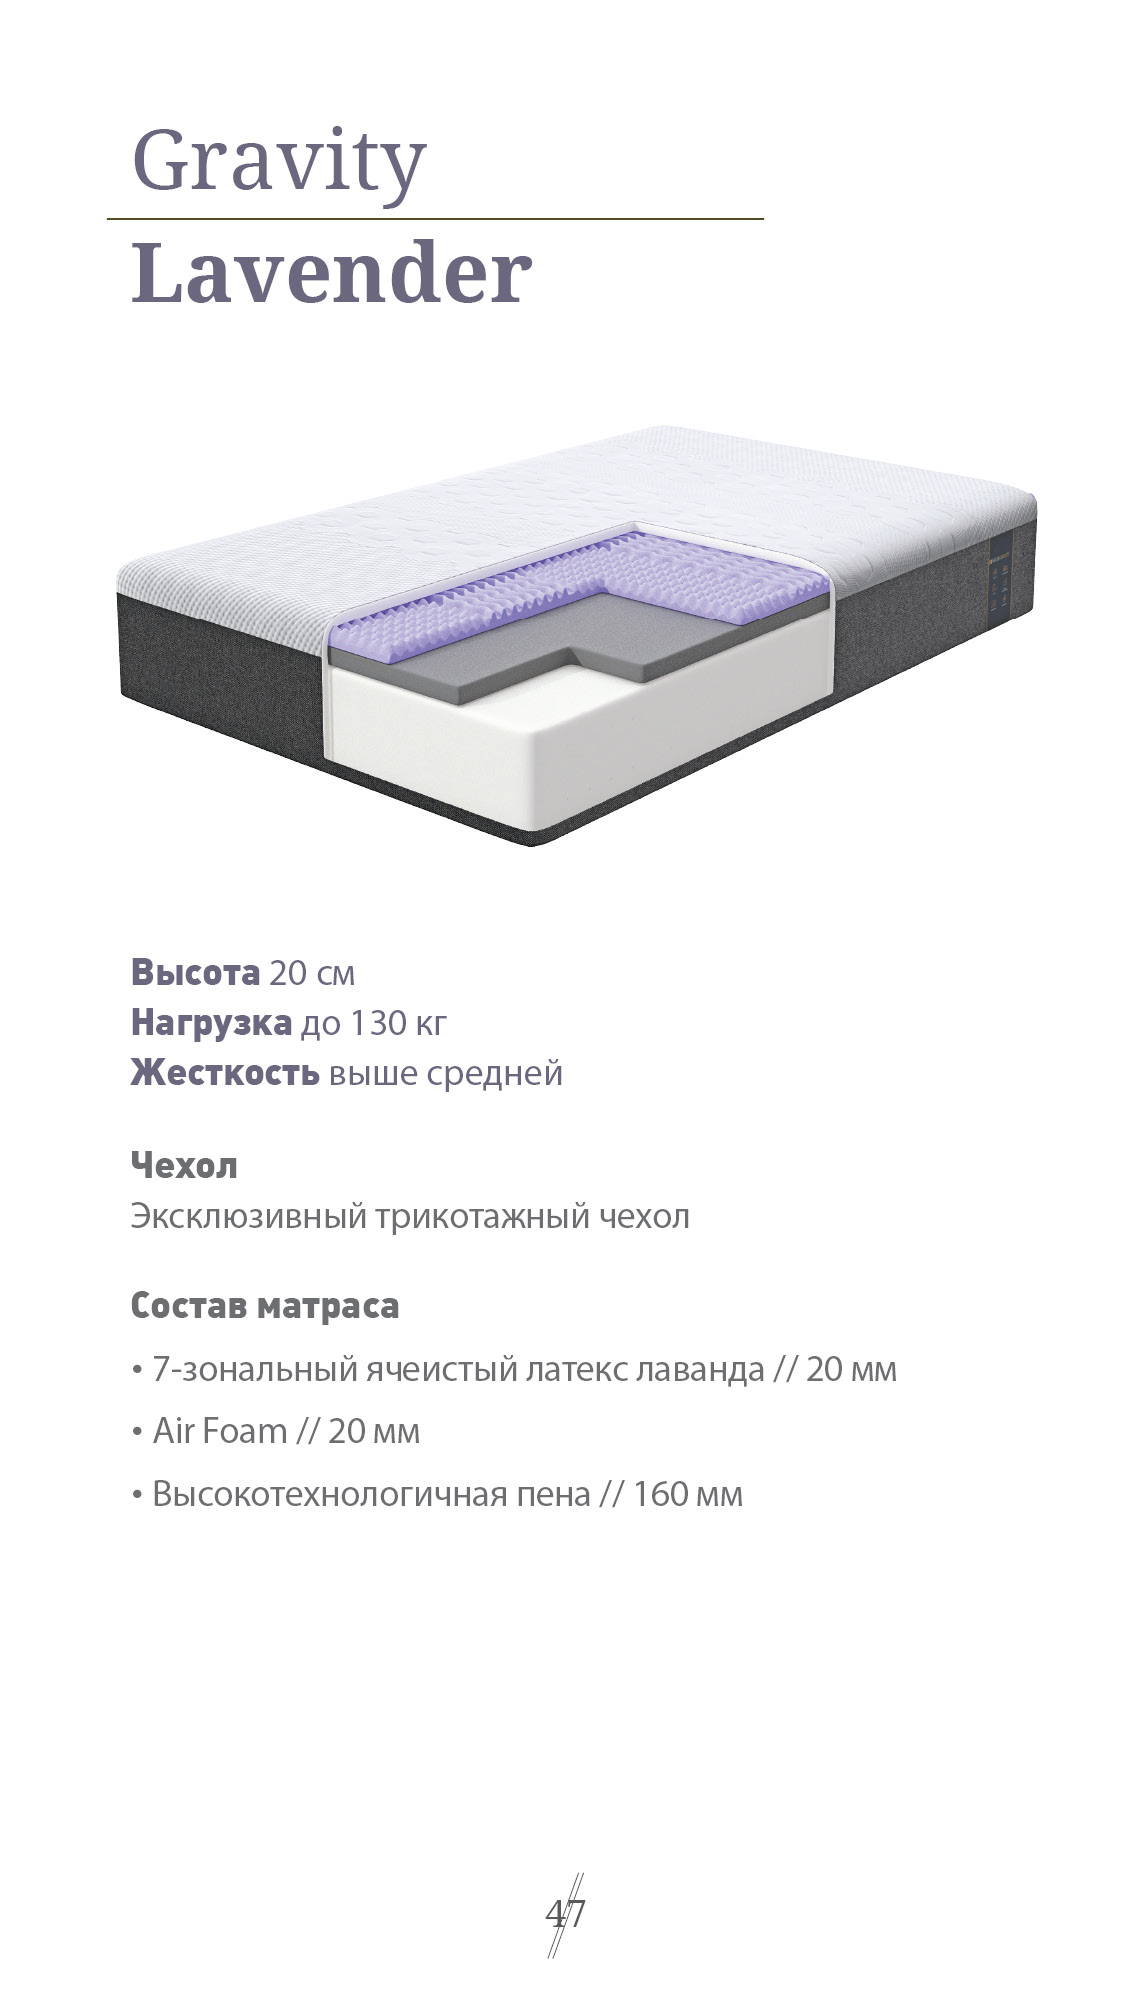 Gravity
Lavender
Высота 20 см
Нагрузка до 130 кг
Жесткость выше средней
Чехол
Эксклюзивный трикотажный чехол
Состав матраса
• 7-зональный ячеистый латекс лаванда // 20 мм
• Air Foam // 20 мм
• Высокотехнологичная пена // 160 мм
47